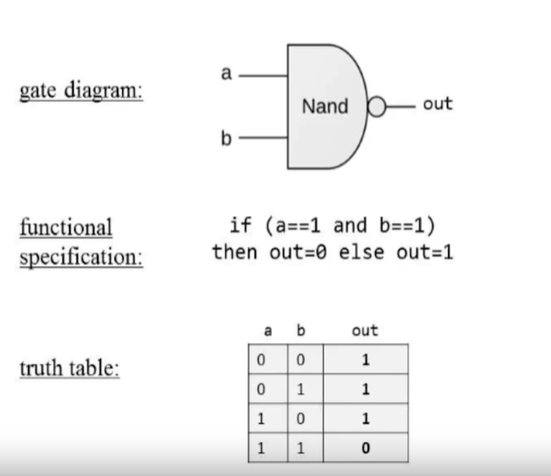 gate diagram:
a
Nand
out
b
functional
specification:
if (a==1 and b==1)
then out=0 else out=1
truth table:
a b out
0 0 1
0 1 1
1 0 1
1 1 0